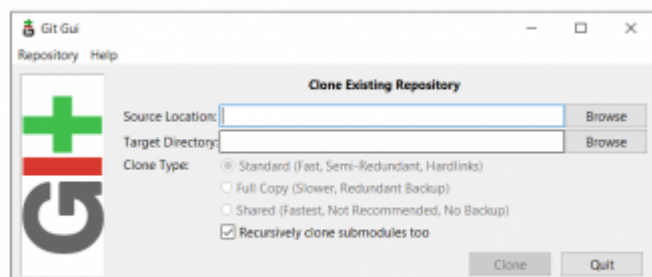 Git Gui
Repository Help
Clone Existing Repository
Source Location: Browse
Target Directory: Browse
Clone Type: Standard (Fast, Semi-Redundant, Hardlinks)
Full Copy (Slower, Redundant Backup)
Shared (Fastest, Not Recommended, No Backup)
Recursively clone submodules too
Clone Quit